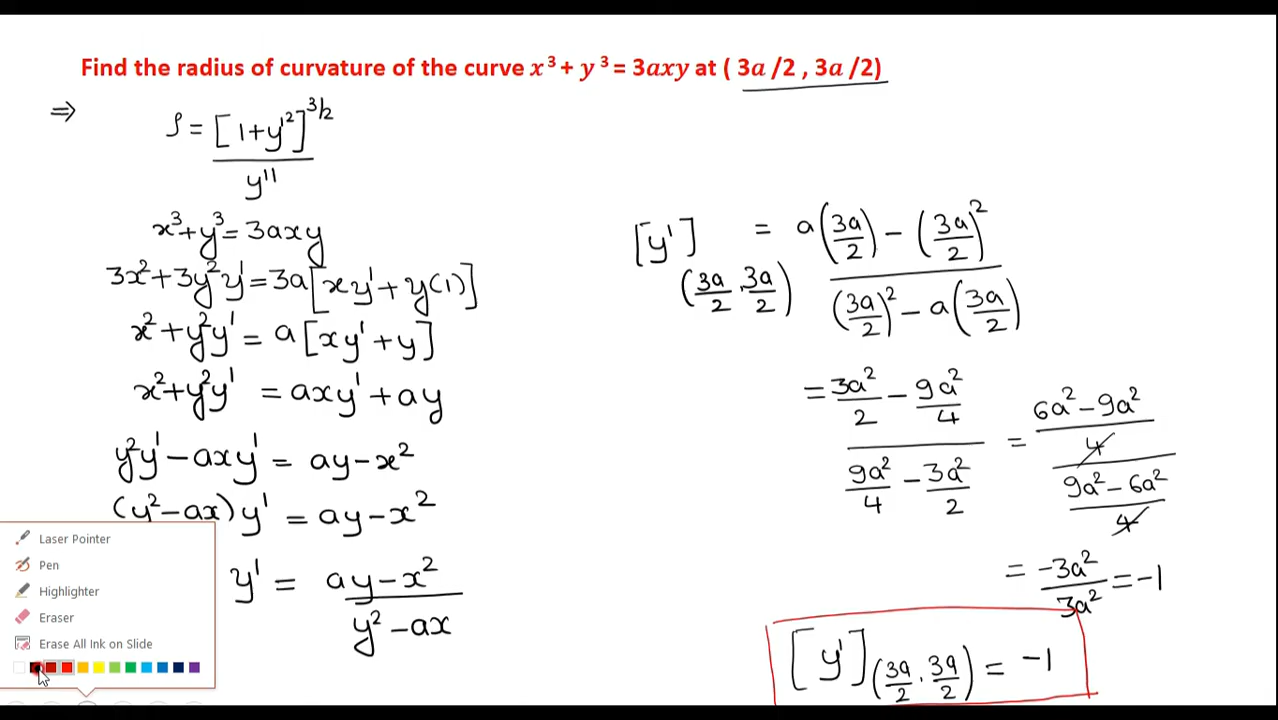 Find the radius of curvature of the curve x³ + y³ = 3axy at ( 3a /2 , 3a /2)
⇒ ρ = [1+y'²]^3/2 / y''
x³+y³ = 3axy
3x²+3y²y' = 3a[xy'+y(1)]
x²+y²y' = a[xy'+y]
x²+y²y' = axy'+ay
y²y'-axy' = ay-x²
(y²-ax)y' = ay-x²
y' = (ay-x²) / (y²-ax)
Laser Pointer
Pen
Highlighter
Eraser
Erase All Ink on Slide
[y'] (3a/2, 3a/2) = (a(3a/2) - (3a/2)²) / ((3a/2)² - a(3a/2))
= (3a²/2 - 9a²/4) / (9a²/4 - 3a²/2) = ((6a²-9a²)/4) / ((9a²-6a²)/4)
= -3a²/3a² = -1
[y'] (3a/2, 3a/2) = -1